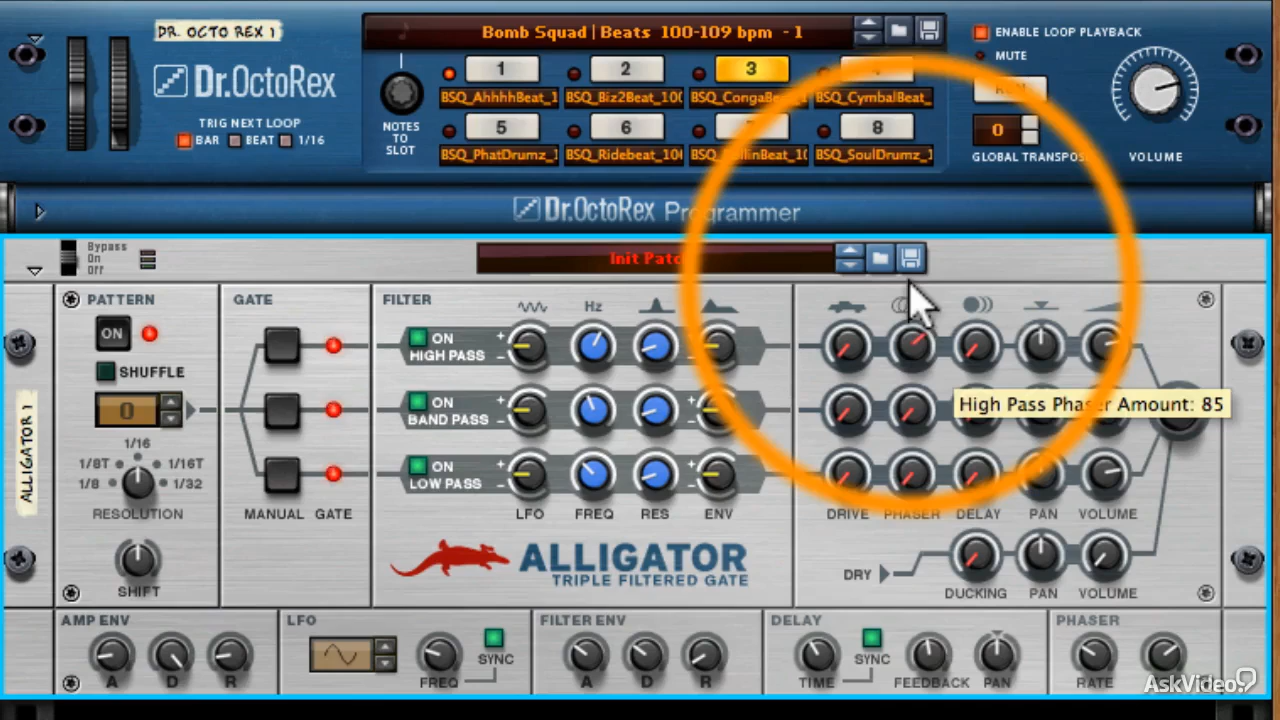 DR. OCTO REX 1
Bomb Squad | Beats 100-109 bpm - 1
ENABLE LOOP PLAYBACK
MUTE
Dr.OctoRex
1 2 3
BSQ_AhhhhBeat_1 BSQ_Biz2Beat_100 BSQ_CongaBea 1 BSQ_CymbalBeat_
TRIG NEXT LOOP
BAR BEAT 1/16
NOTES
TO
SLOT
5 6 8
BSQ_PhatDrumz_1 BSQ_Ridebeat_100 BSQ_ llinBeat_10 BSQ_SoulDrumz_1
0
GLOBAL TRANSPOSE
VOLUME
Dr.OctoRex Programmer
Bypass
On
Off
Init Patch
PATTERN
GATE
FILTER
Hz
ON
SHUFFLE
0
1/16
1/8T 1/16T
1/8 1/32
RESOLUTION
SHIFT
MANUAL GATE
ON
HIGH PASS
ON
BAND PASS
ON
LOW PASS
+ -
+ -
+ -
+ -
+ -
+ -
LFO FREQ RES ENV
High Pass Phaser Amount: 85
DRIVE PHASER DELAY PAN VOLUME
DRY
DUCKING PAN VOLUME
ALLIGATOR
TRIPLE FILTERED GATE
ALLIGATOR 1
AMP ENV
A D R
LFO
FREQ
SYNC
FILTER ENV
A D R
DELAY
TIME
SYNC
FEEDBACK PAN
PHASER
RATE
AskVideo